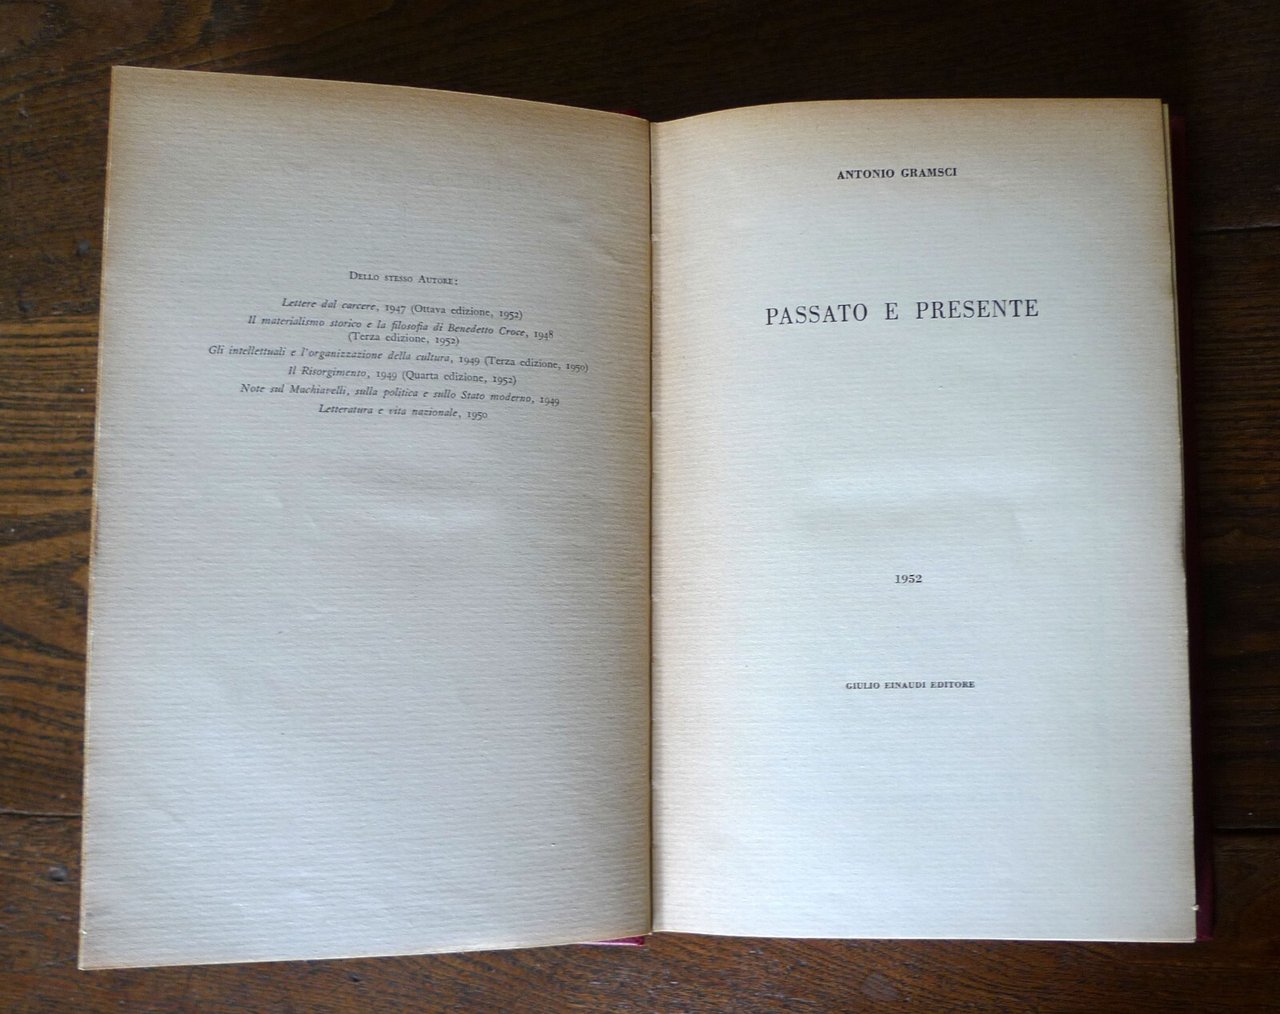 Dello stesso Autore:
Lettere dal carcere, 1947 (Ottava edizione, 1952)
Il materialismo storico e la filosofia di Benedetto Croce, 1948
(Terza edizione, 1952)
Gli intellettuali e l'organizzazione della cultura, 1949 (Terza edizione, 1950)
Il Risorgimento, 1949 (Quarta edizione, 1952)
Note sul Machiavelli, sulla politica e sullo Stato moderno, 1949
Letteratura e vita nazionale, 1950
ANTONIO GRAMSCI
PASSATO E PRESENTE
1952
GIULIO EINAUDI EDITORE